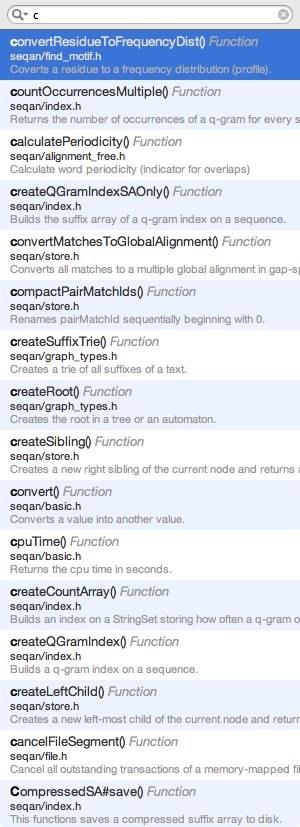 c
convertResidueToFrequencyDist() Function
seqan/find_motif.h
Coverts a residue to a frequency distribution (profile).
countOccurrencesMultiple() Function
seqan/index.h
Returns the number of occurrences of a q-gram for every s
calculatePeriodicity() Function
seqan/alignment_free.h
Calculate word periodicity (indicator for overlaps)
createQGramIndexSAOnly() Function
seqan/index.h
Builds the suffix array of a q-gram index on a sequence.
convertMatchesToGlobalAlignment() Function
seqan/store.h
Converts all matches to a multiple global alignment in gap-sp
compactPairMatchIds() Function
seqan/store.h
Renames pairMatchId sequentially beginning with 0.
createSuffixTrie() Function
seqan/graph_types.h
Creates a trie of all suffixes of a text.
createRoot() Function
seqan/graph_types.h
Creates the root in a tree or an automaton.
createSibling() Function
seqan/store.h
Creates a new right sibling of the current node and returns a
convert() Function
seqan/basic.h
Converts a value into another value.
cpuTime() Function
seqan/basic.h
Returns the cpu time in seconds.
createCountArray() Function
seqan/index.h
Builds an index on a StringSet storing how often a q-gram o
createQGramIndex() Function
seqan/index.h
Builds a q-gram index on a sequence.
createLeftChild() Function
seqan/store.h
Creates a new left-most child of the current node and return
cancelFileSegment() Function
seqan/file.h
Cancel all outstanding transactions of a memory-mapped fil
CompressedSA#save() Function
seqan/index.h
This functions saves a compressed suffix array to disk.